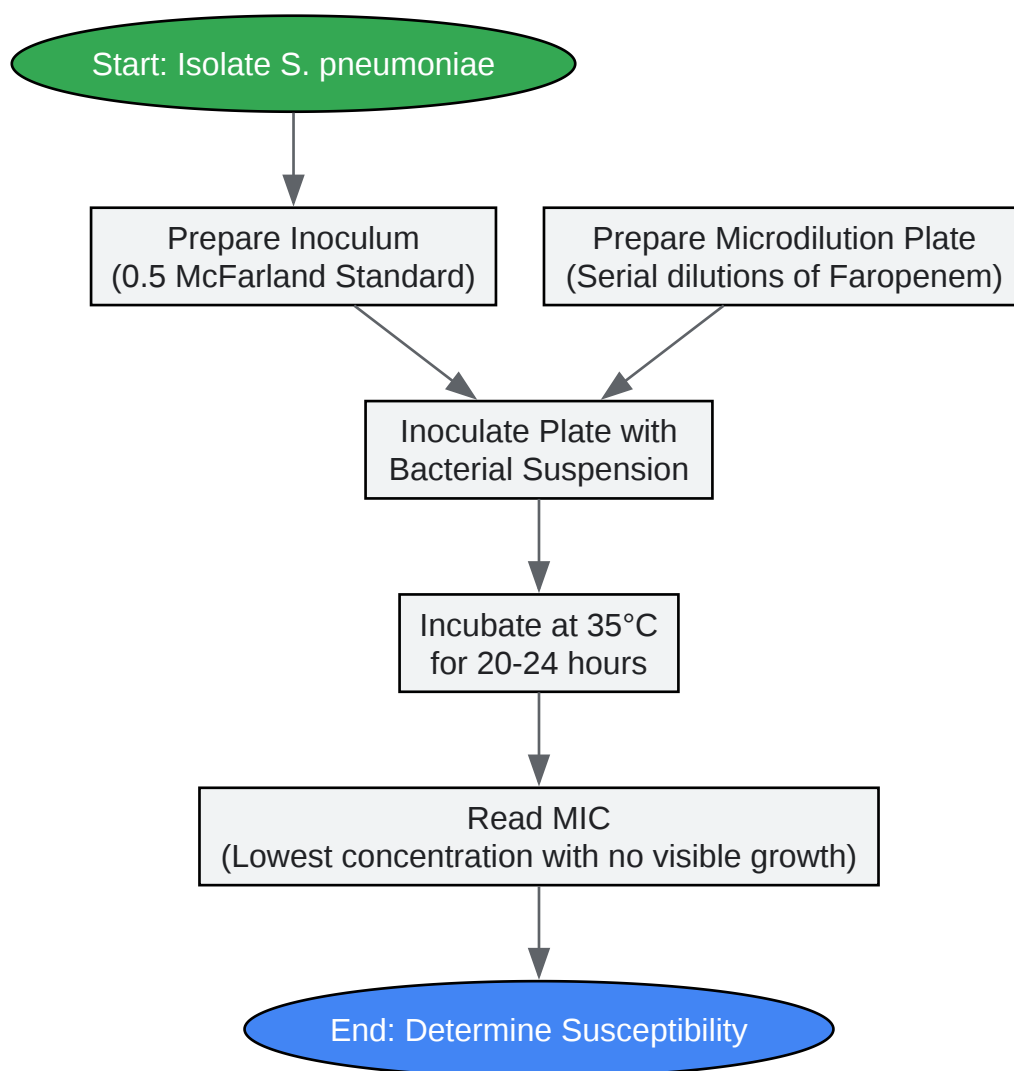 Start: Isolate S. pneumoniae
Prepare Inoculum
(0.5 McFarland Standard)
Prepare Microdilution Plate
(Serial dilutions of Faropenem)
Inoculate Plate with
Bacterial Suspension
Incubate at 35°C
for 20-24 hours
Read MIC
(Lowest concentration with no visible growth)
End: Determine Susceptibility